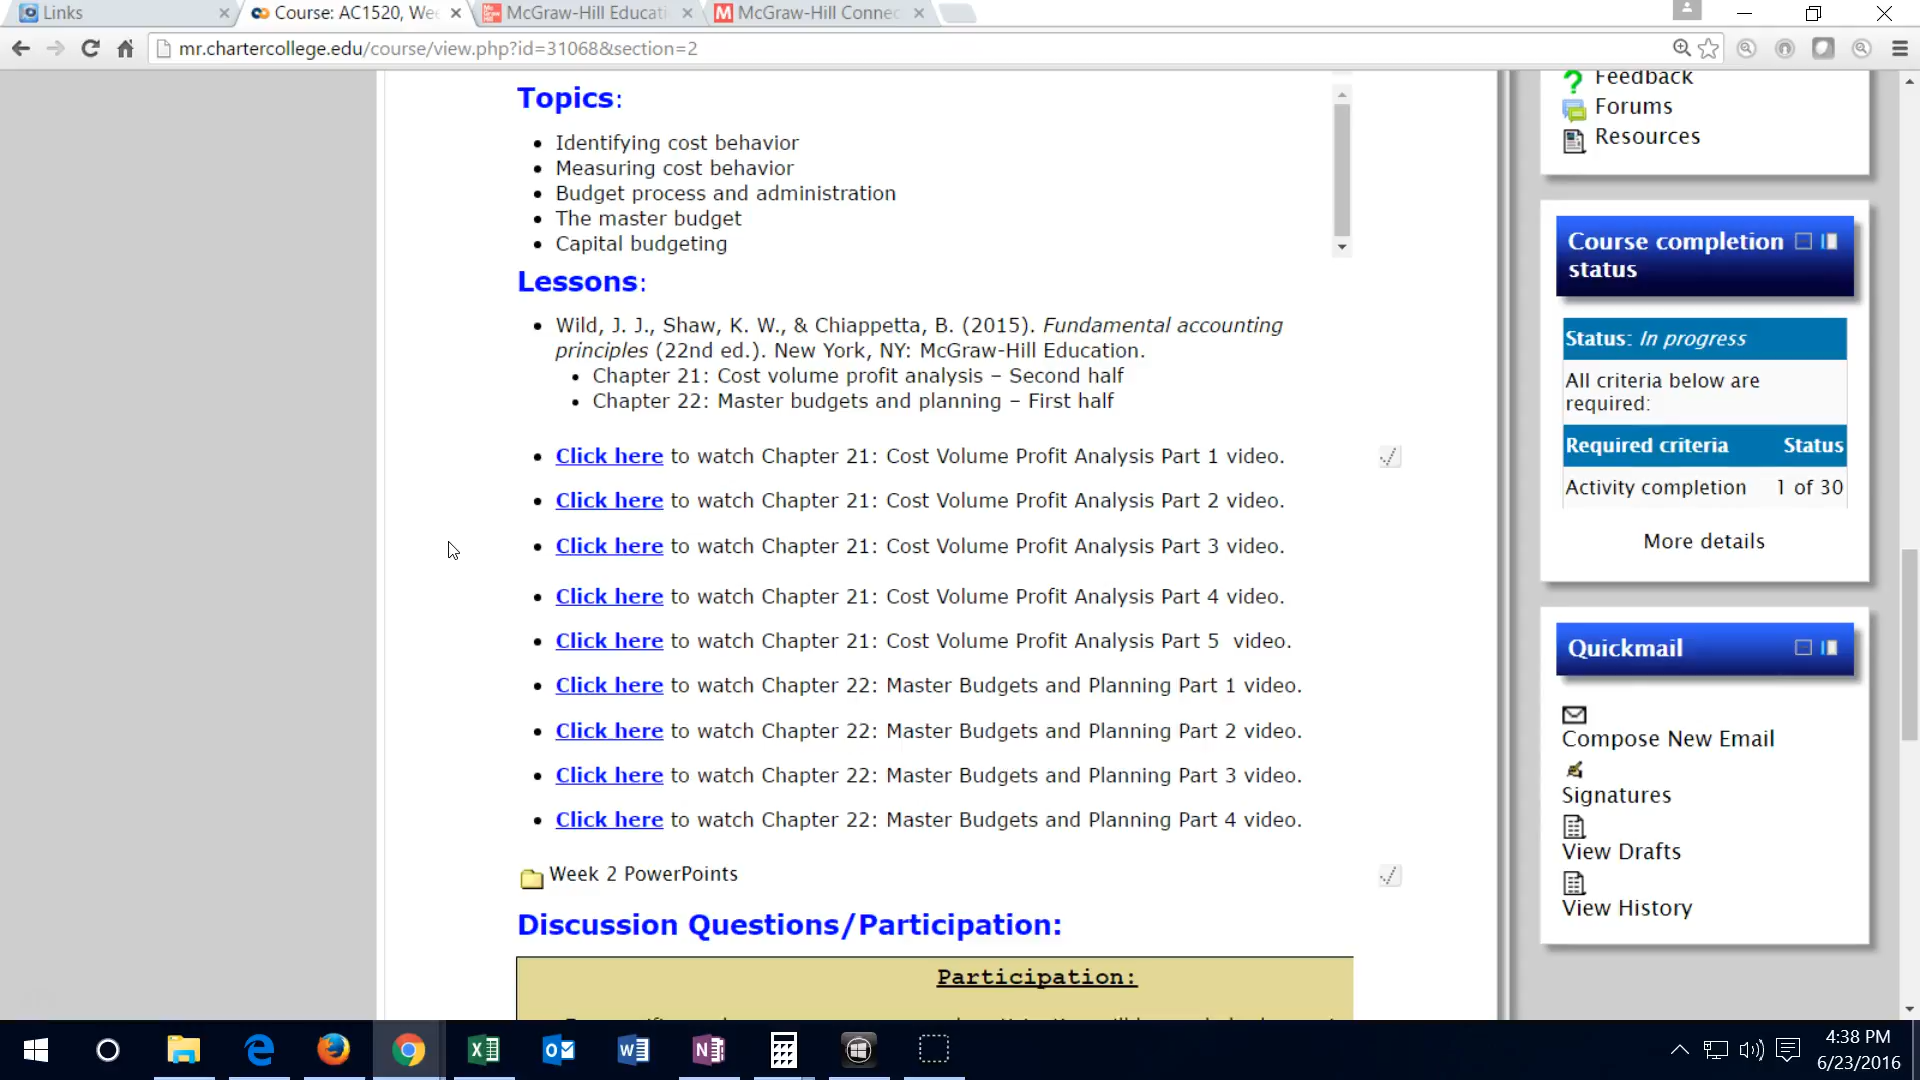 Links
Course: AC1520, Wee
McGraw-Hill Educati
McGraw-Hill Connec
mr.chartercollege.edu/course/view.php?id=31068&section=2
Topics:
Identifying cost behavior
Measuring cost behavior
Budget process and administration
The master budget
Capital budgeting
Lessons:
Wild, J. J., Shaw, K. W., & Chiappetta, B. (2015). Fundamental accounting
principles (22nd ed.). New York, NY: McGraw-Hill Education.
Chapter 21: Cost volume profit analysis – Second half
Chapter 22: Master budgets and planning – First half
Click here to watch Chapter 21: Cost Volume Profit Analysis Part 1 video.
Click here to watch Chapter 21: Cost Volume Profit Analysis Part 2 video.
Click here to watch Chapter 21: Cost Volume Profit Analysis Part 3 video.
Click here to watch Chapter 21: Cost Volume Profit Analysis Part 4 video.
Click here to watch Chapter 21: Cost Volume Profit Analysis Part 5  video.
Click here to watch Chapter 22: Master Budgets and Planning Part 1 video.
Click here to watch Chapter 22: Master Budgets and Planning Part 2 video.
Click here to watch Chapter 22: Master Budgets and Planning Part 3 video.
Click here to watch Chapter 22: Master Budgets and Planning Part 4 video.
Week 2 PowerPoints
Discussion Questions/Participation:
Participation:
Feedback
Forums
Resources
Course completion
status
Status: In progress
All criteria below are
required:
Required criteria Status
Activity completion 1 of 30
More details
Quickmail
Compose New Email
Signatures
View Drafts
View History
4:38 PM
6/23/2016